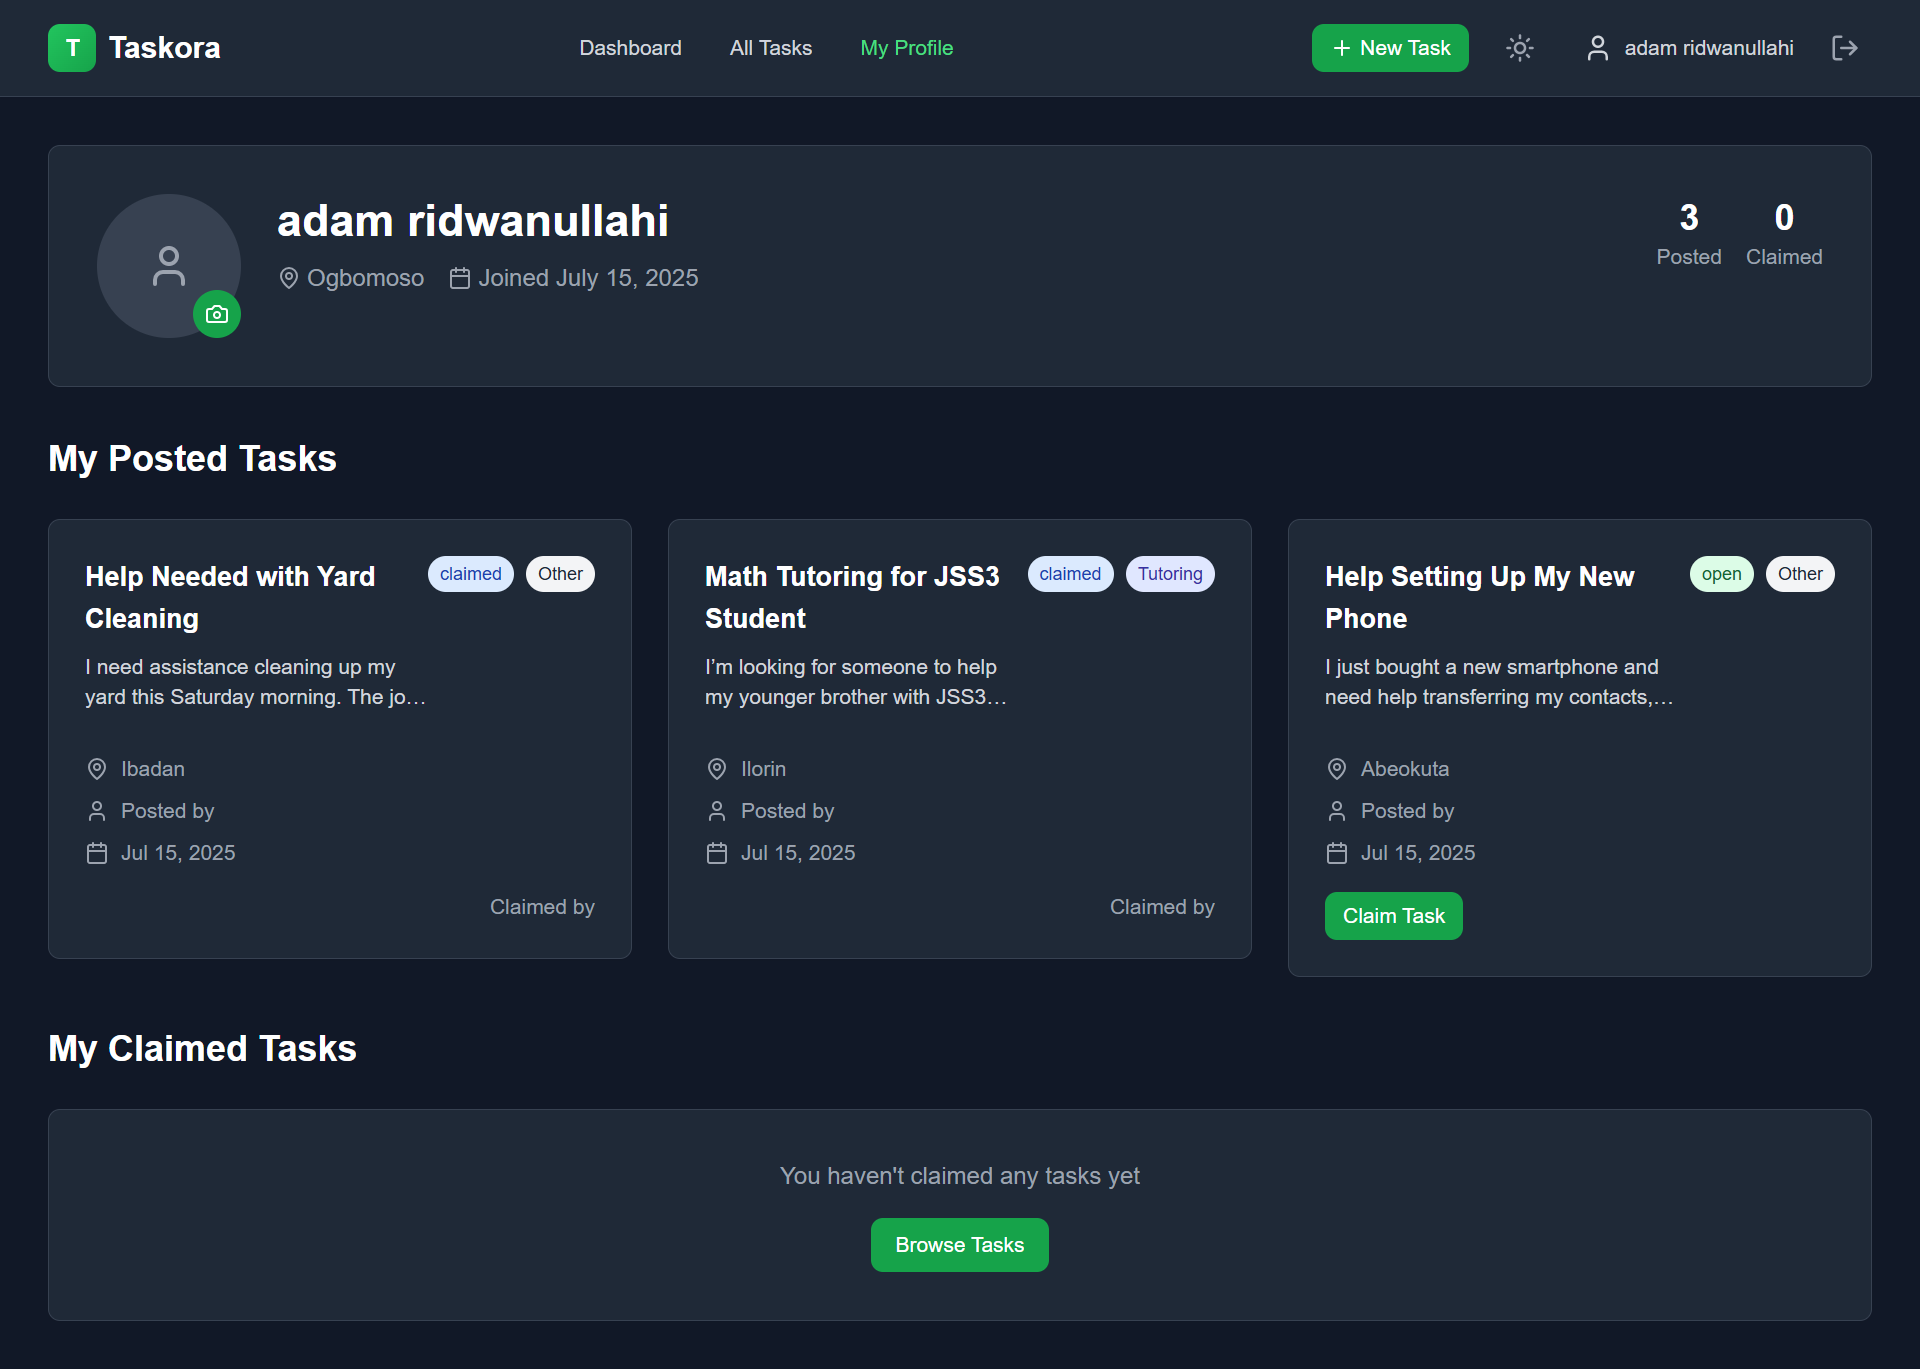 T Taskora
Dashboard All Tasks My Profile
New Task
adam ridwanullahi
adam ridwanullahi
Ogbomoso Joined July 15, 2025
3 0
Posted Claimed
My Posted Tasks
Help Needed with Yard
Cleaning
claimed Other
I need assistance cleaning up my
yard this Saturday morning. The jo…
Ibadan
Posted by
Jul 15, 2025
Claimed by
Math Tutoring for JSS3
Student
claimed Tutoring
I’m looking for someone to help
my younger brother with JSS3…
Ilorin
Posted by
Jul 15, 2025
Claimed by
Help Setting Up My New
Phone
open Other
I just bought a new smartphone and
need help transferring my contacts,…
Abeokuta
Posted by
Jul 15, 2025
Claim Task
My Claimed Tasks
You haven't claimed any tasks yet
Browse Tasks